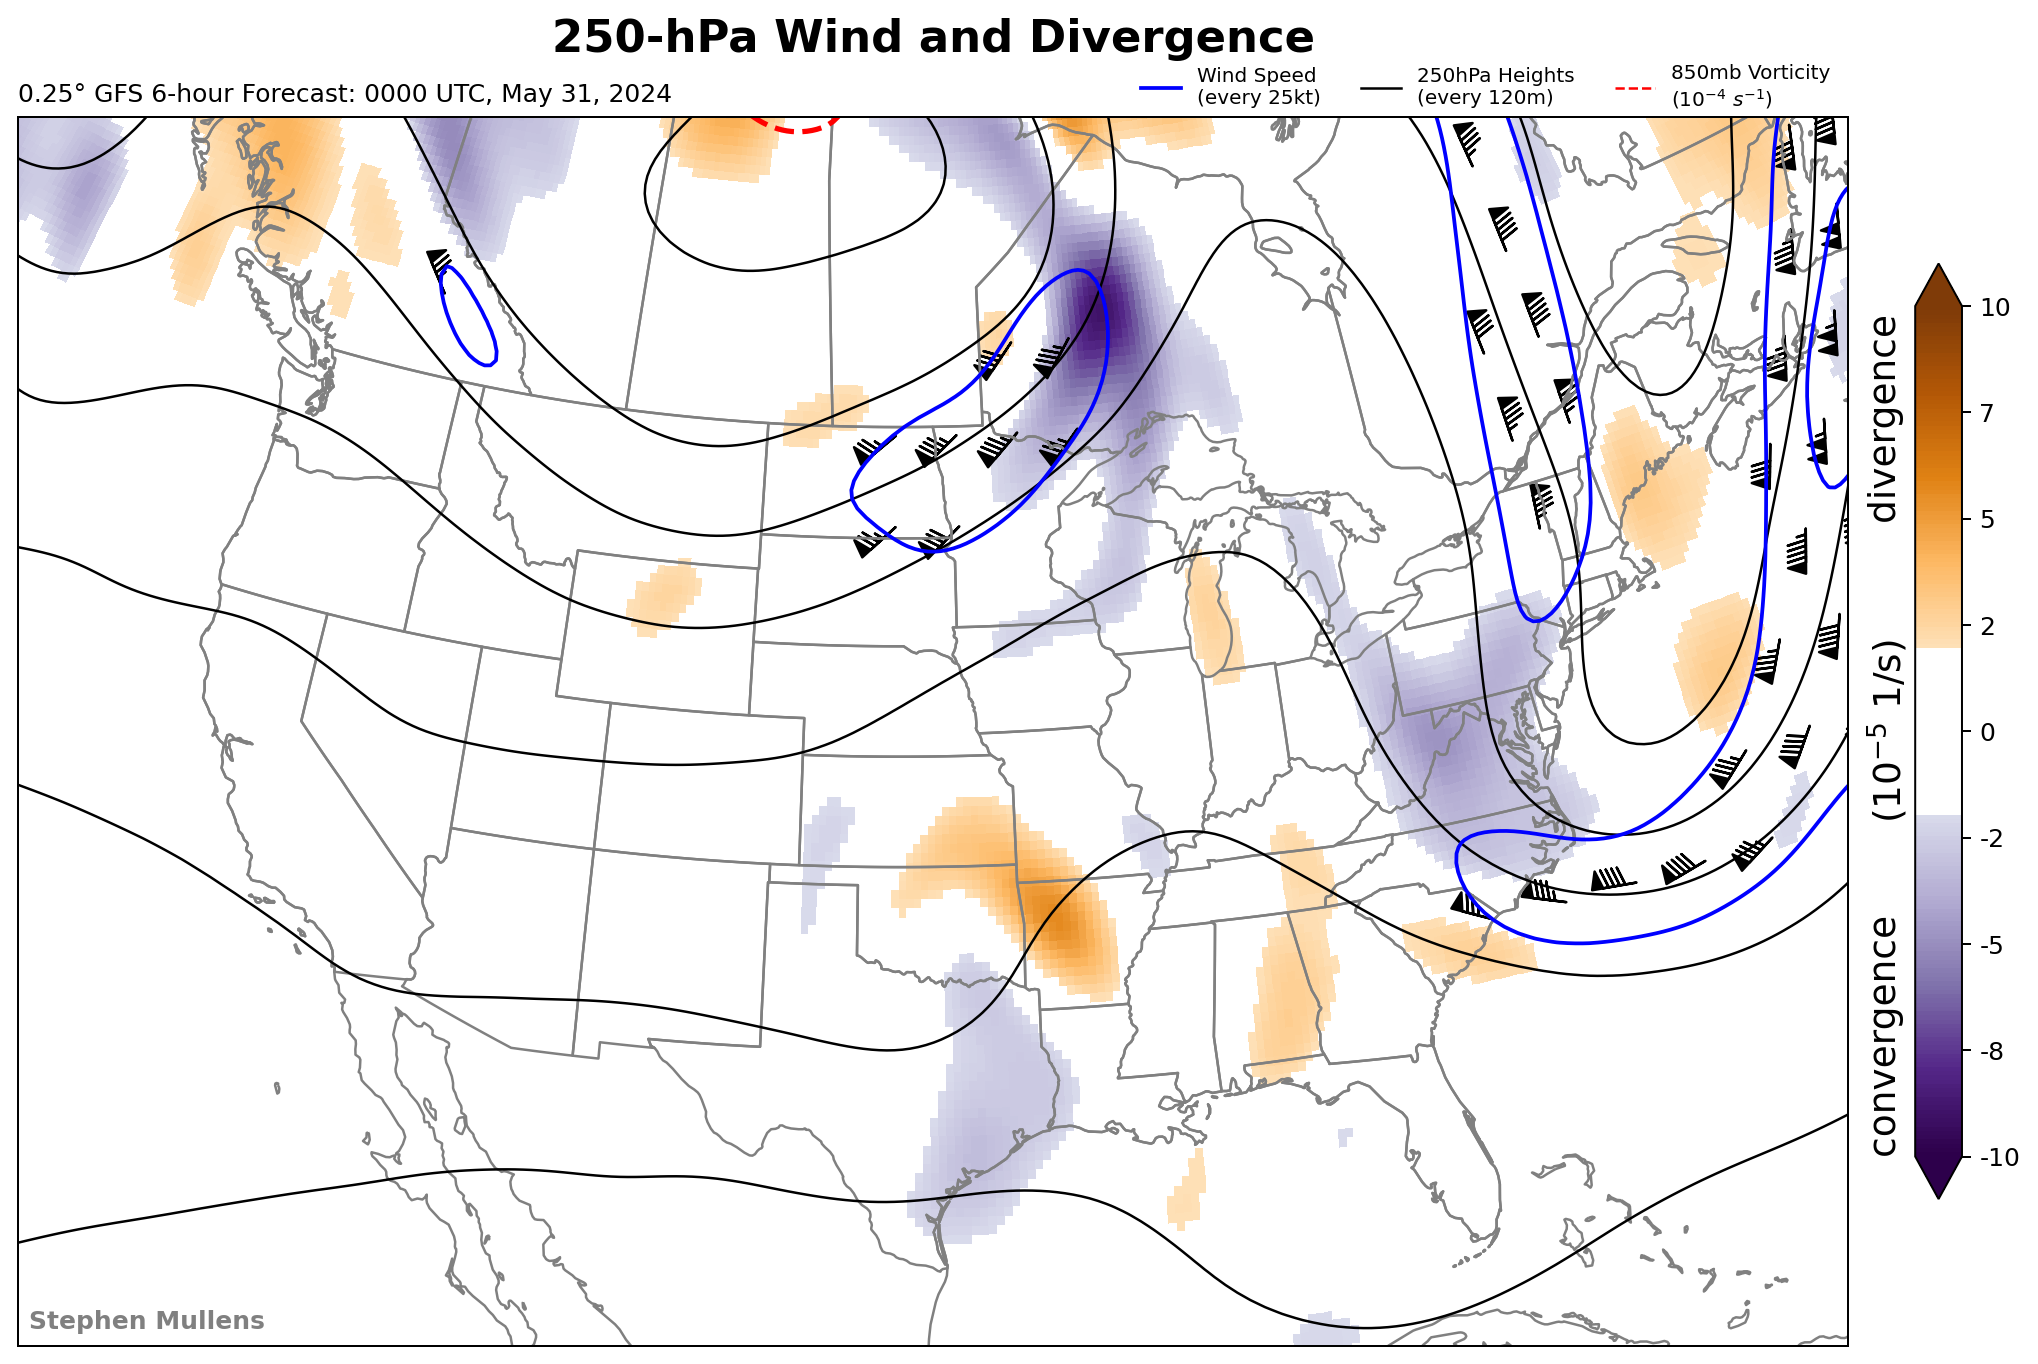 250-hPa Wind and Divergence
0.25° GFS 6-hour Forecast: 0000 UTC, May 31, 2024
Wind Speed
(every 25kt)
250hPa Heights
(every 120m)
850mb Vorticity
(10⁻⁴ s⁻¹)
10
7
5
2
0
-2
-5
-8
-10
convergence (10⁻⁵ 1/s) divergence
Stephen Mullens